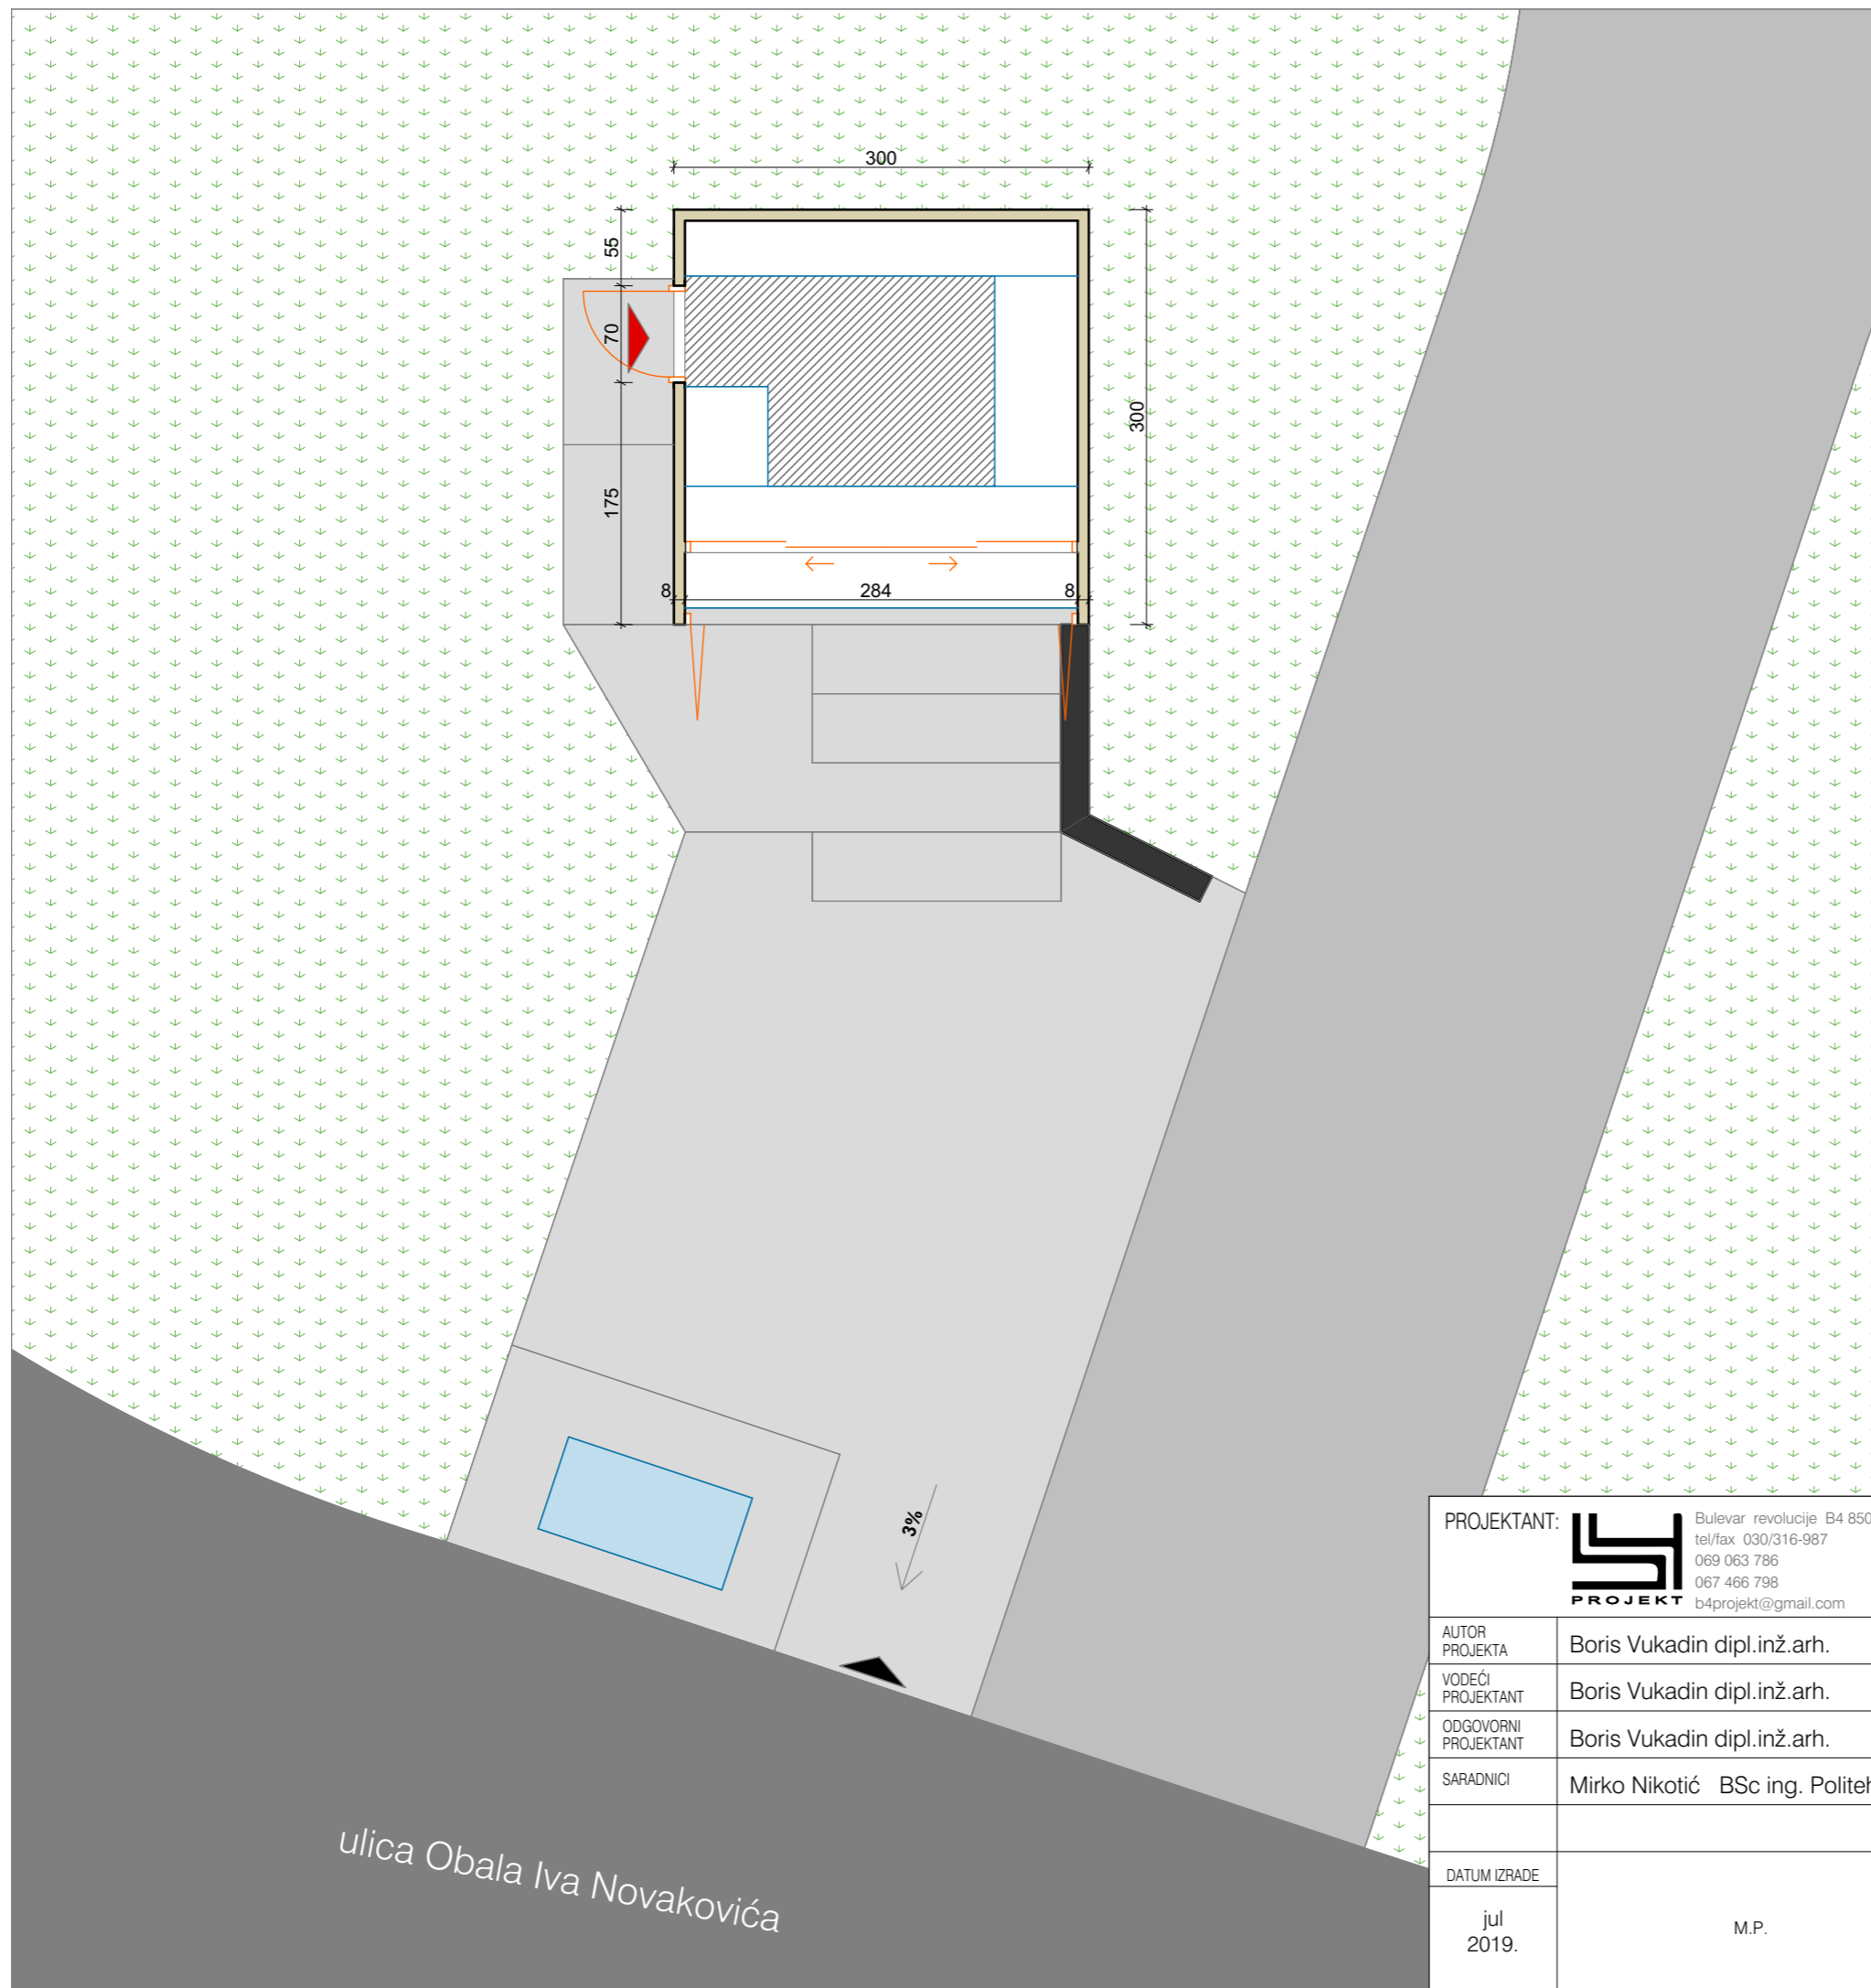 300
55
70
300
175
8
284
8
3%
ulica Obala Iva Novakovića
PROJEKTANT:
PROJEKT
Bulevar revolucije B4 850
tel/fax 030/316-987
069 063 786
067 466 798
b4projekt@gmail.com
AUTOR
PROJEKTA
Boris Vukadin dipl.inž.arh.
VODEĆI
PROJEKTANT
Boris Vukadin dipl.inž.arh.
ODGOVORNI
PROJEKTANT
Boris Vukadin dipl.inž.arh.
SARADNICI
Mirko Nikotić BSc ing. Politeh
DATUM IZRADE
jul
2019.
M.P.